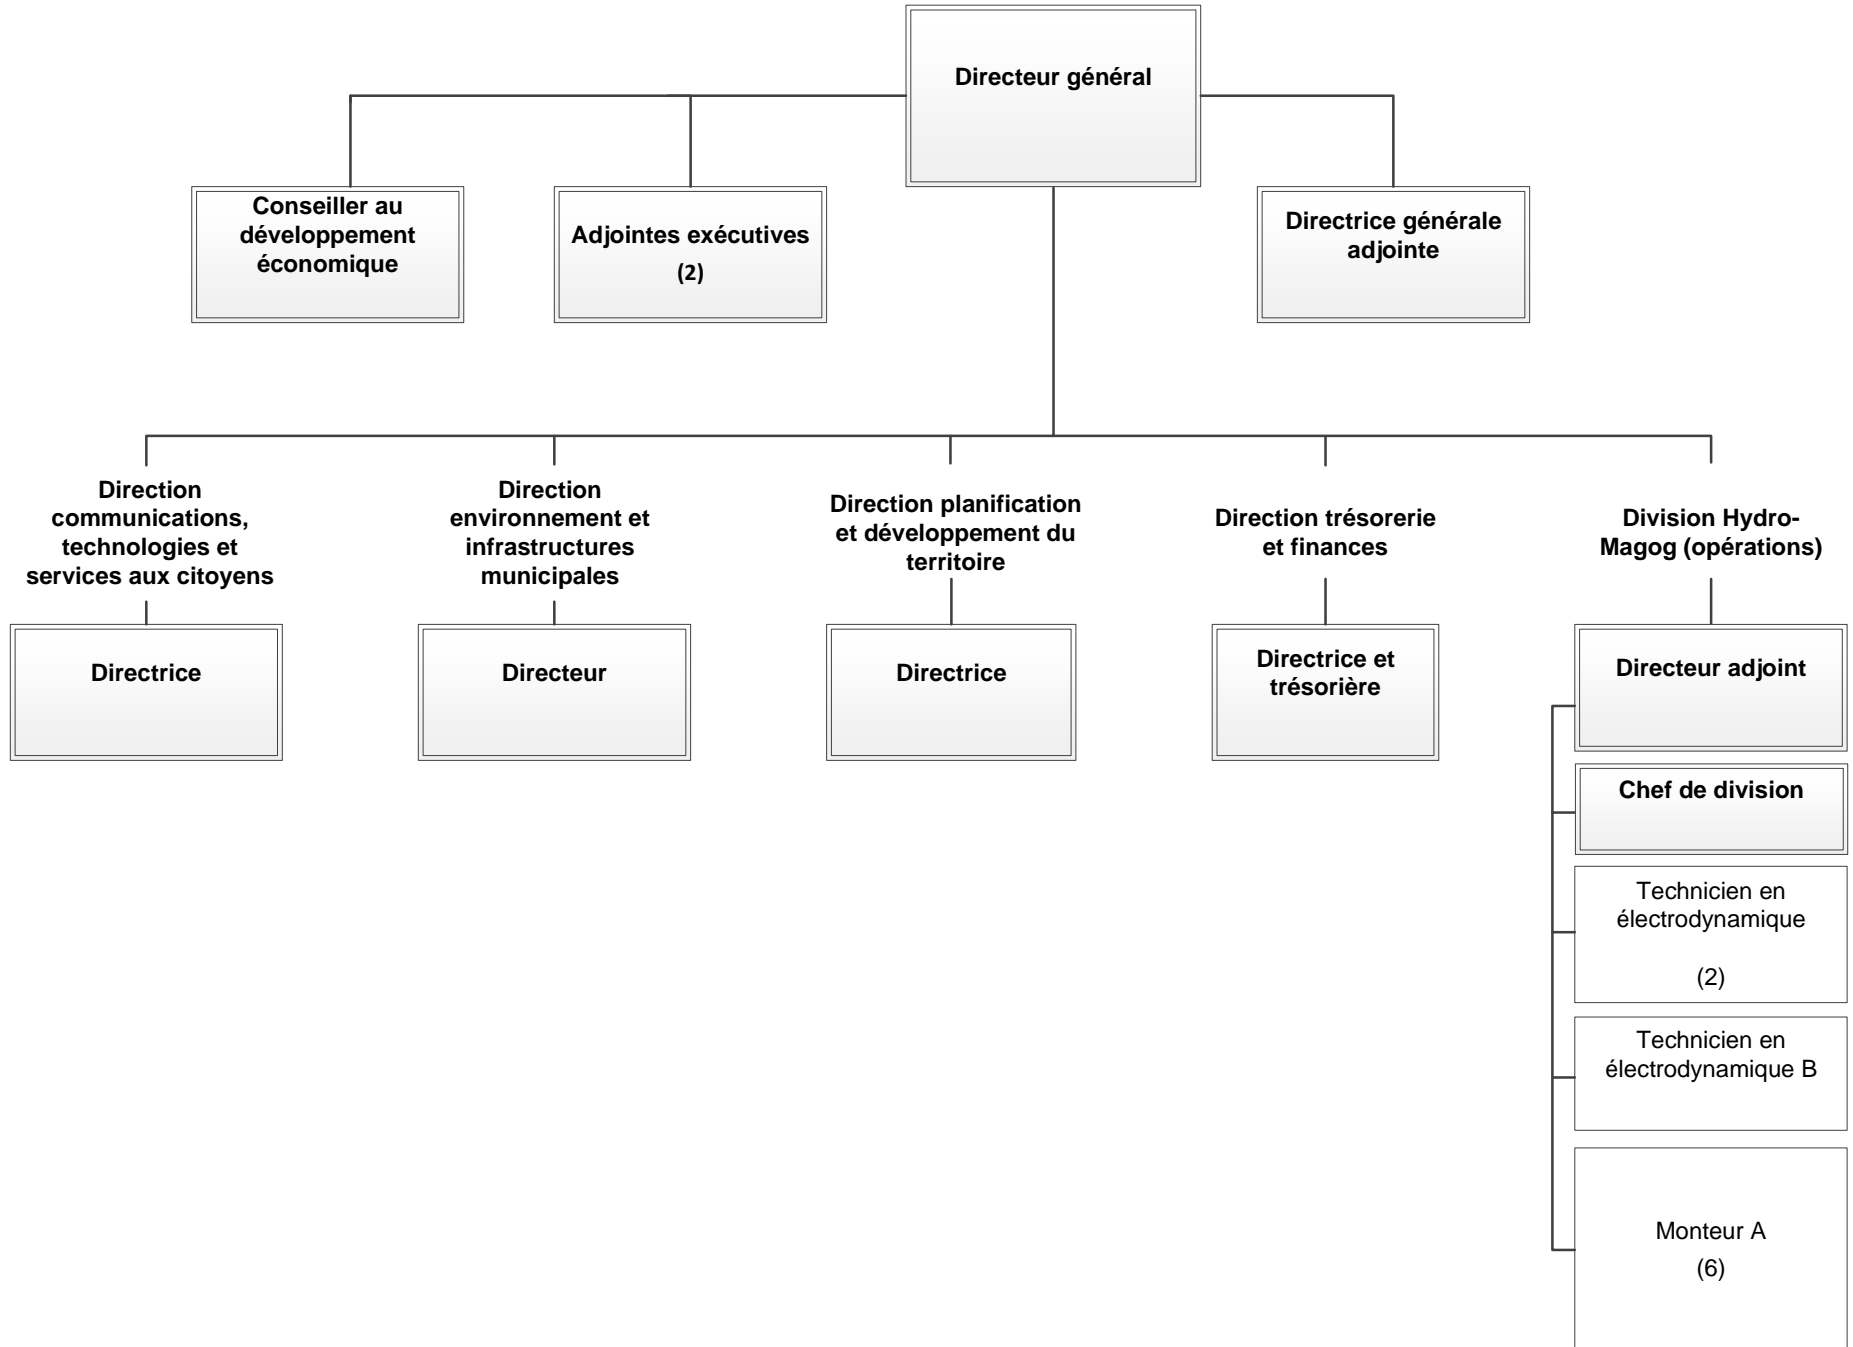 Directeur général
Conseiller au
développement
économique
Adjointes exécutives
(2)
Directrice générale
adjointe
Direction
communications,
technologies et
services aux citoyens
Direction
environnement et
infrastructures
municipales
Direction planification
et développement du
territoire
Direction trésorerie
et finances
Division Hydro-
Magog (opérations)
Directrice
Directeur
Directrice
Directrice et
trésorière
Directeur adjoint
Chef de division
Technicien en
électrodynamique
(2)
Technicien en
électrodynamique B
Monteur A
(6)